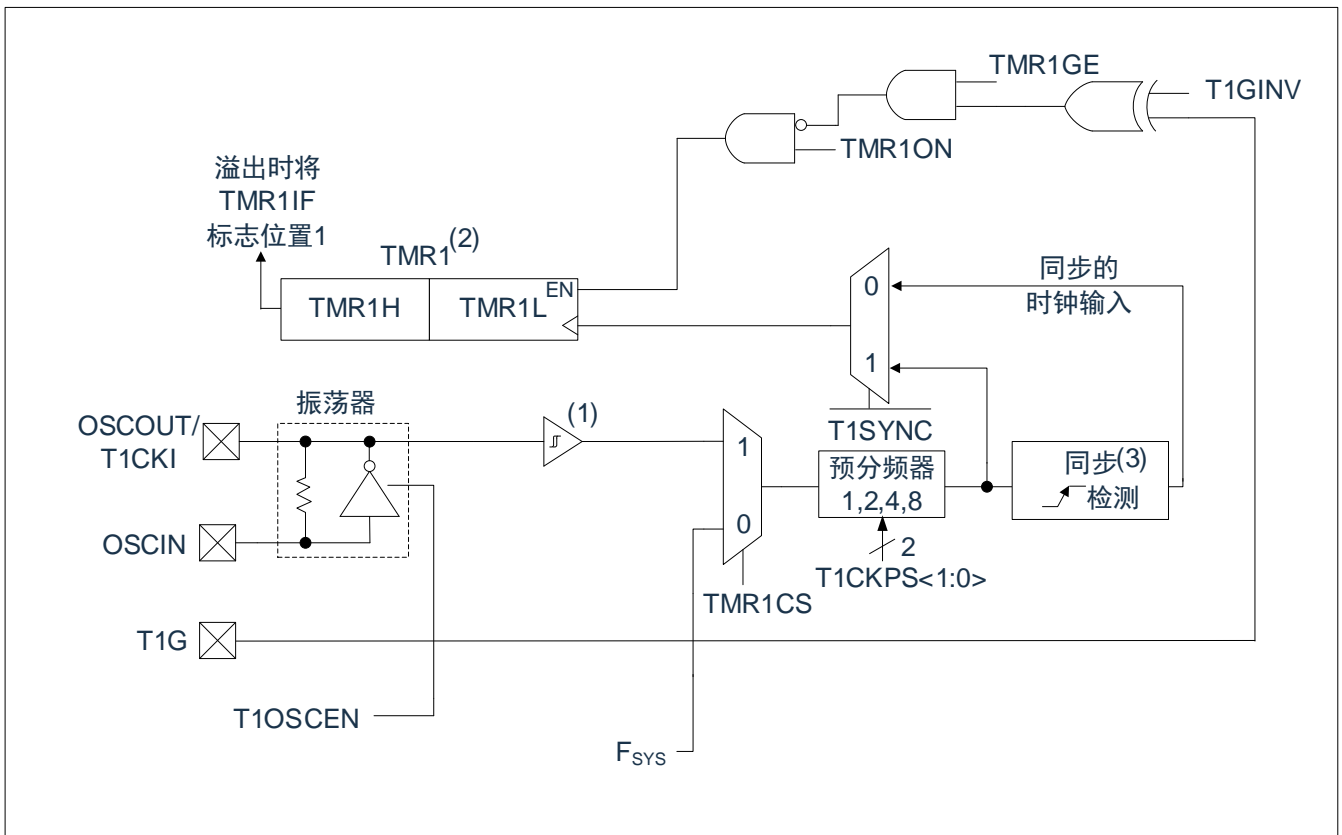 TMR1GE
T1GINV
TMR1ON
溢出时将
TMR1IF
标志位置1
TMR1(2)
EN
TMR1H
TMR1L
0
1
同步的
时钟输入
T1SYNC
振荡器
(1)
OSCOUT/
T1CKI
OSCIN
1
0
TMR1CS
预分频器
1,2,4,8
2
T1CKPS<1:0>
同步(3)
检测
T1G
T1OSCEN
FSYS